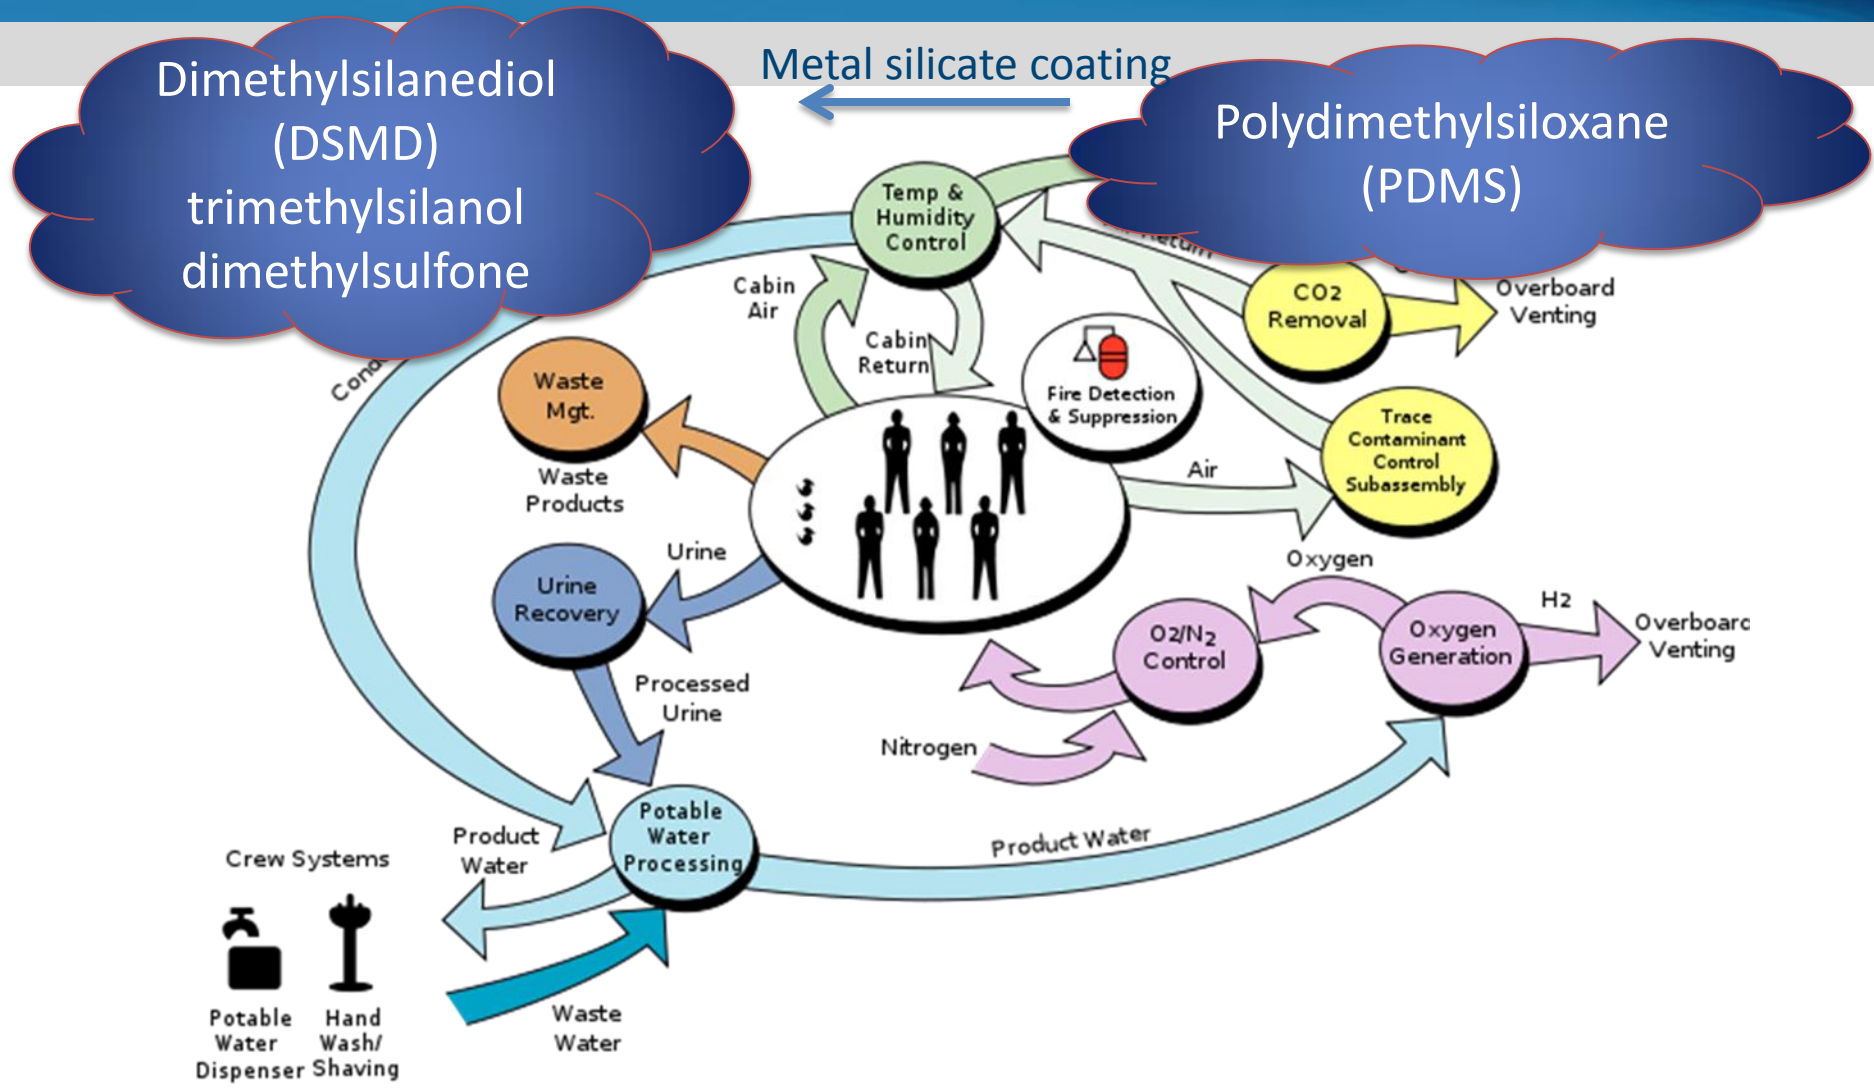 Dimethylsilanediol
(DSMD)
trimethylsilanol
dimethylsulfone
Metal silicate coating
Polydimethylsiloxane
(PDMS)
Temp &
Humidity
Control
Return
CO2
Removal
Overboard
Venting
Cabin
Air
Cabin
Return
Fire Detection
& Suppression
Waste
Mgt.
Waste
Products
Trace
Contaminant
Control
Subassembly
Air
Urine
Urine
Recovery
Oxygen
O2/N2
Control
Oxygen
Generation
H2
Overboard
Venting
Processed
Urine
Nitrogen
Potable
Water
Processing
Product Water
Product
Water
Crew Systems
Potable
Water
Dispenser
Hand
Wash/
Shaving
Waste
Water